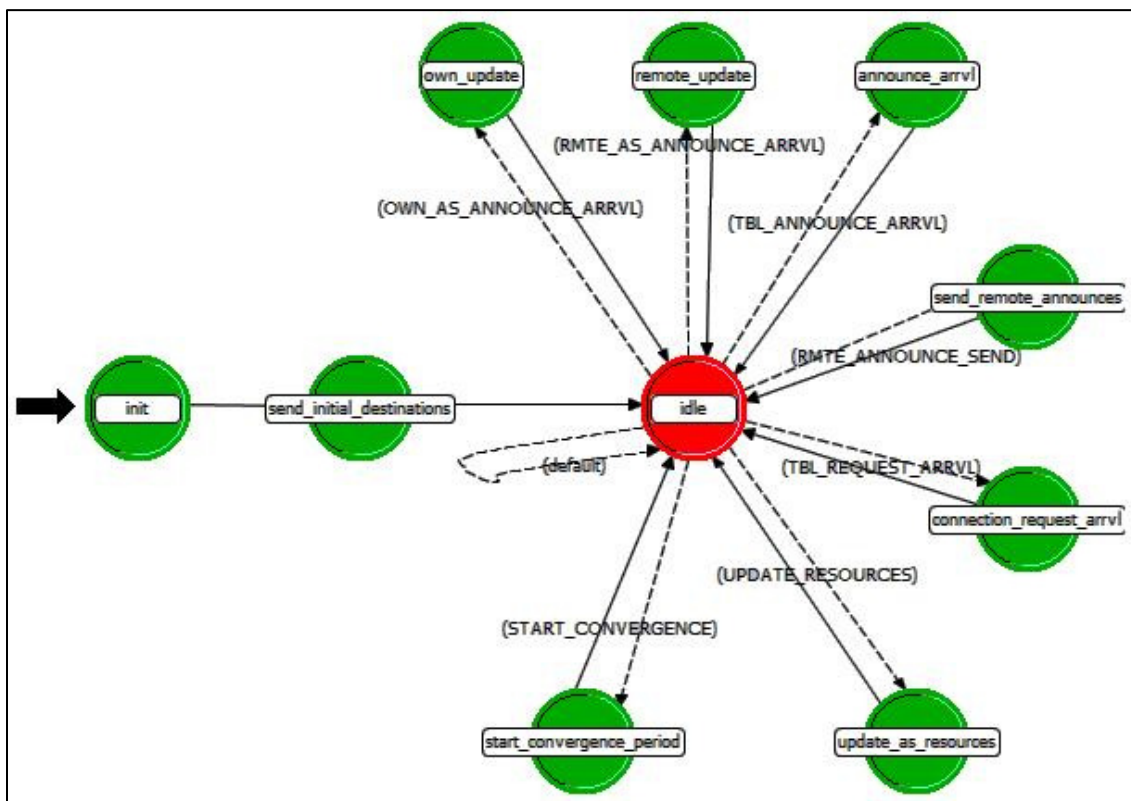 own_update
remote_update
announce_arrvl
(RMTE_AS_ANNOUNCE_ARRVL)
(OWN_AS_ANNOUNCE_ARRVL)
(TBL_ANNOUNCE_ARRVL)
send_remote_announces
(RMTE_ANNOUNCE_SEND)
init
send_initial_destinations
idle
(default)
(TBL_REQUEST_ARRVL)
connection_request_arrvl
(UPDATE_RESOURCES)
(START_CONVERGENCE)
start_convergence_period
update_as_resources